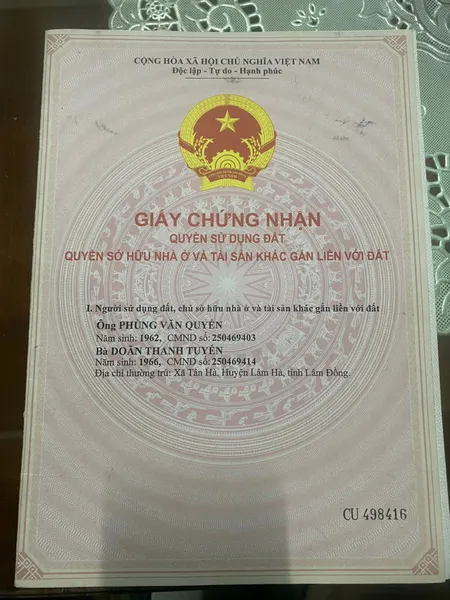 CỘNG HÒA XÃ HỘI CHỦ NGHĨA VIỆT NAM
Độc lập - Tự do - Hạnh phúc
GIẤY CHỨNG NHẬN
QUYỀN SỬ DỤNG ĐẤT
QUYỀN SỞ HỮU NHÀ Ở VÀ TÀI SẢN KHÁC GẮN LIỀN VỚI ĐẤT
I. Người sử dụng đất, chủ sở hữu nhà ở và tài sản khác gắn liền với đất
Ông PHÙNG VĂN QUYỀN
Năm sinh: 1962, CMND số: 250469403
Bà DOÃN THANH TUYỀN
Năm sinh: 1966, CMND số: 250469414
Địa chỉ thường trú: Xã Tân Hà, Huyện Lâm Hà, tỉnh Lâm Đồng.
CU 498416